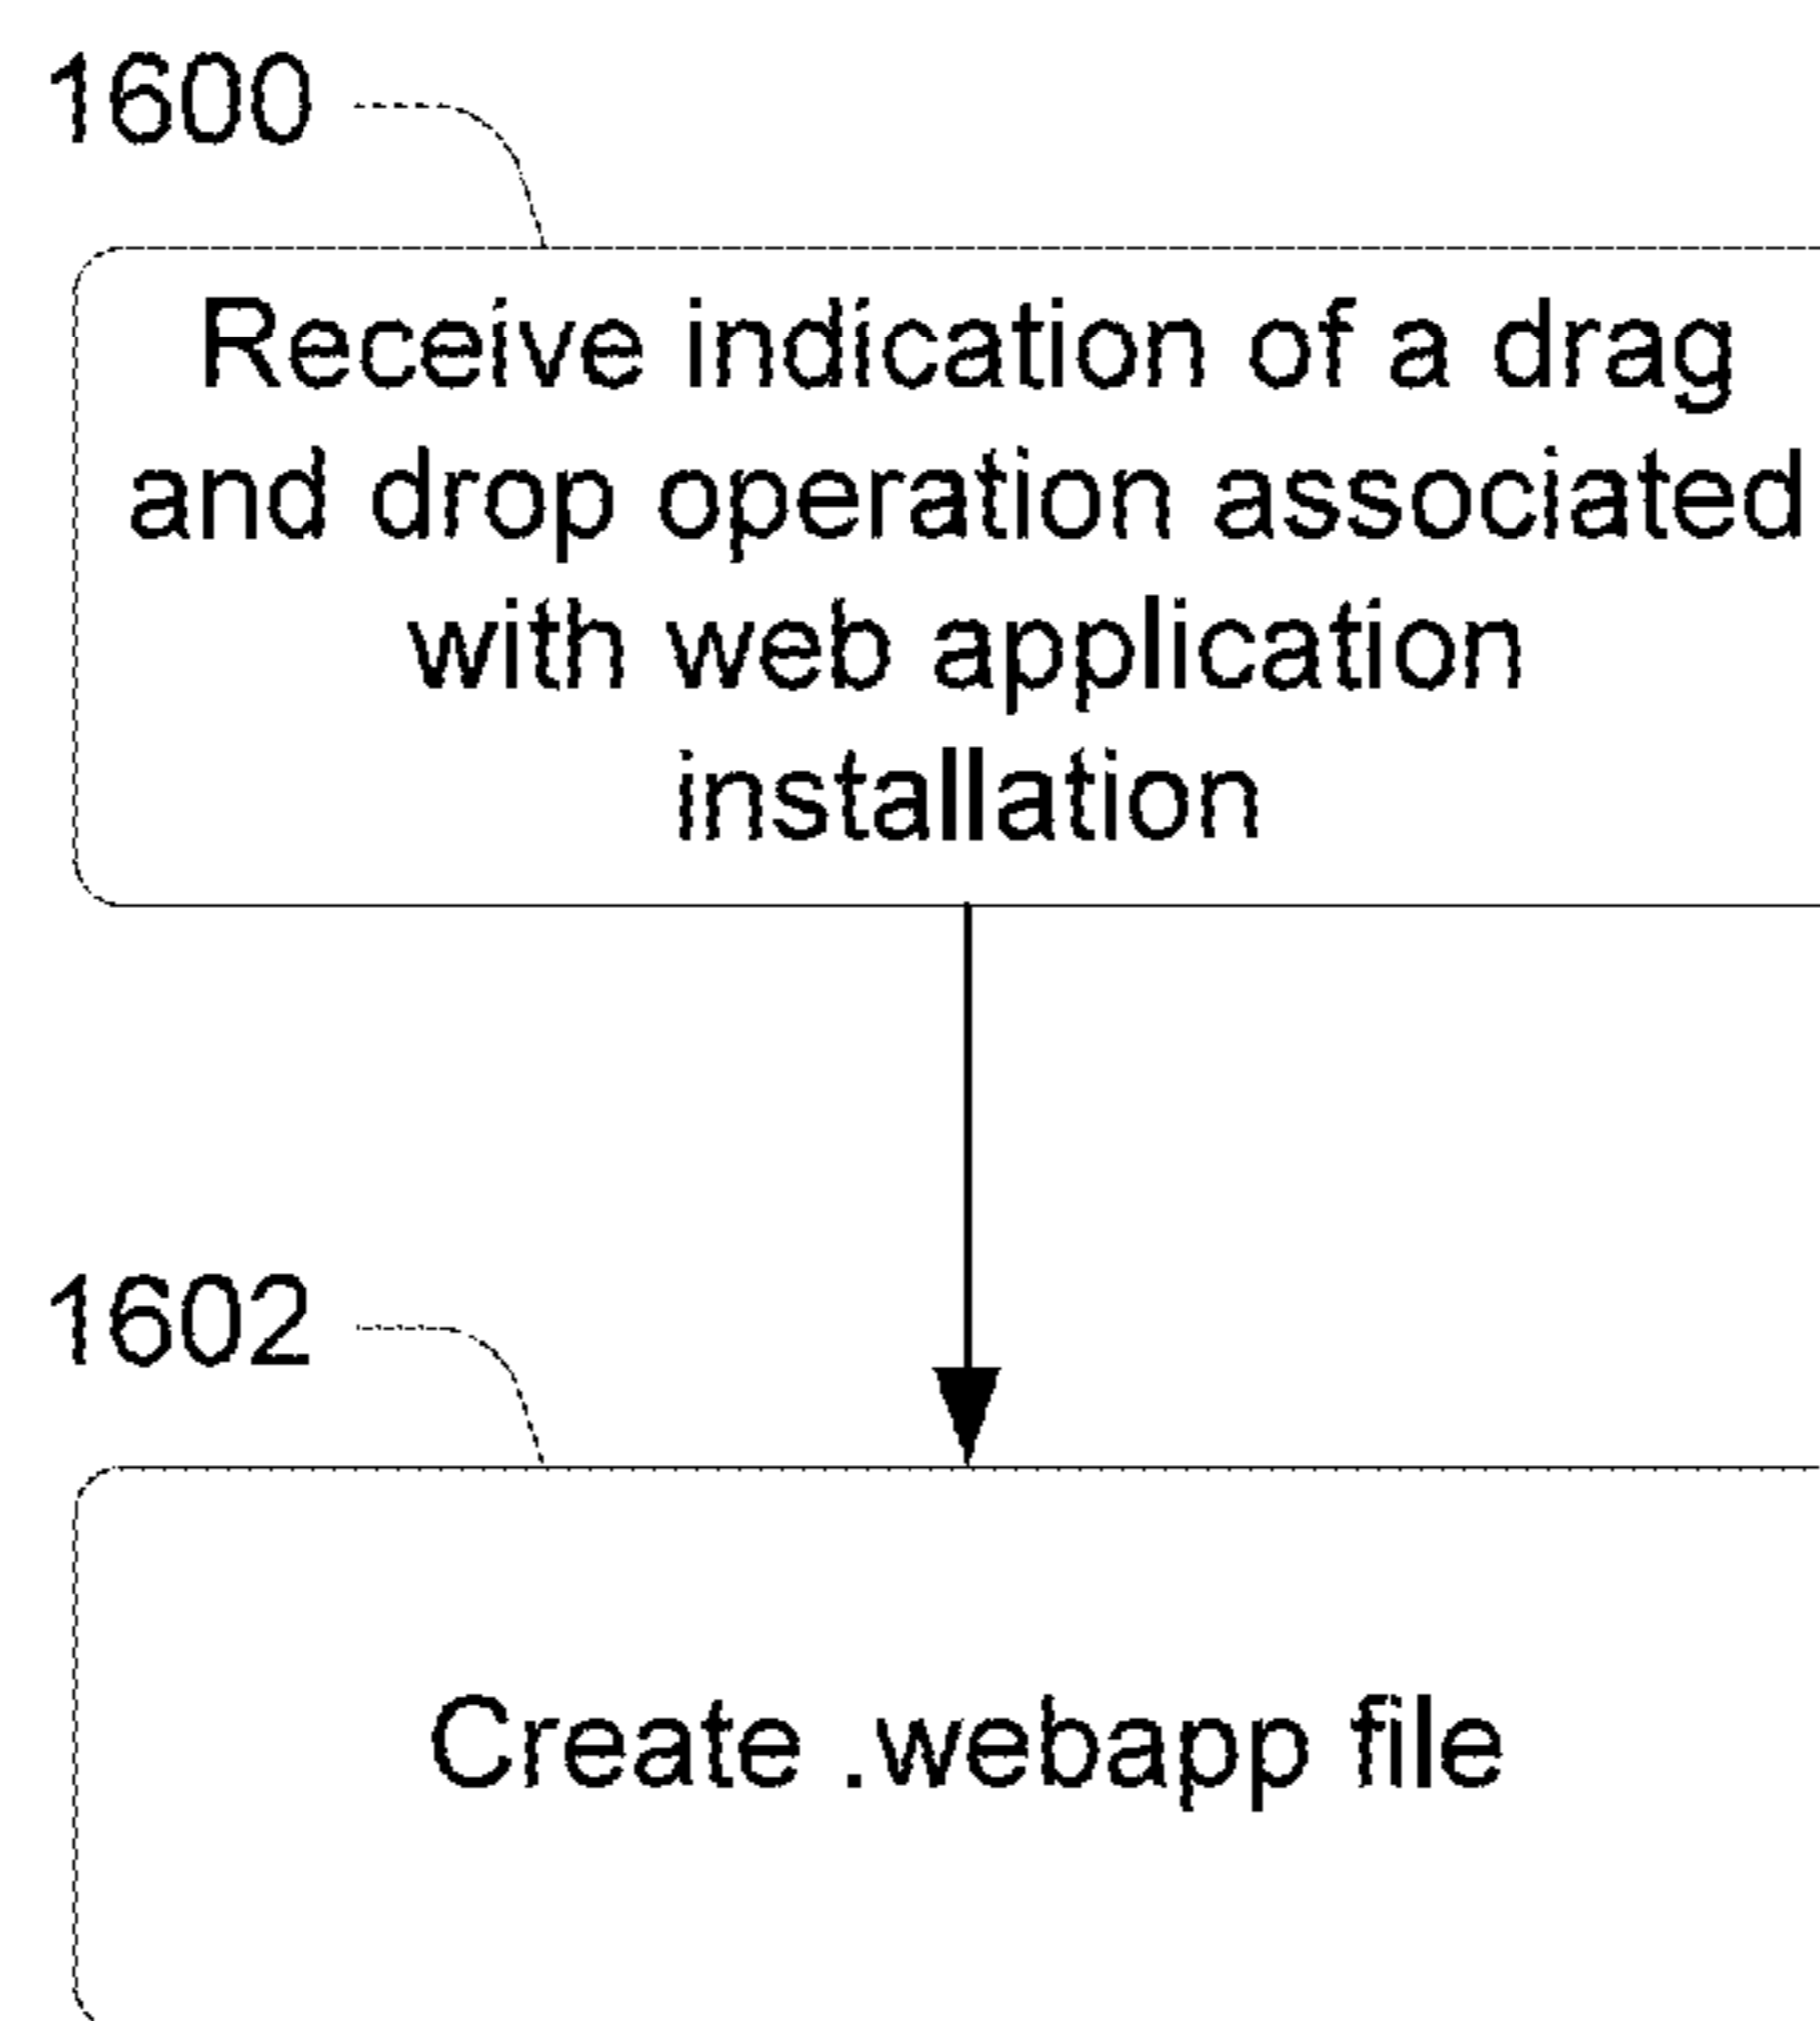 1600
Receive indication of a drag
and drop operation associated
with web application
installation
1602
Create .webapp file